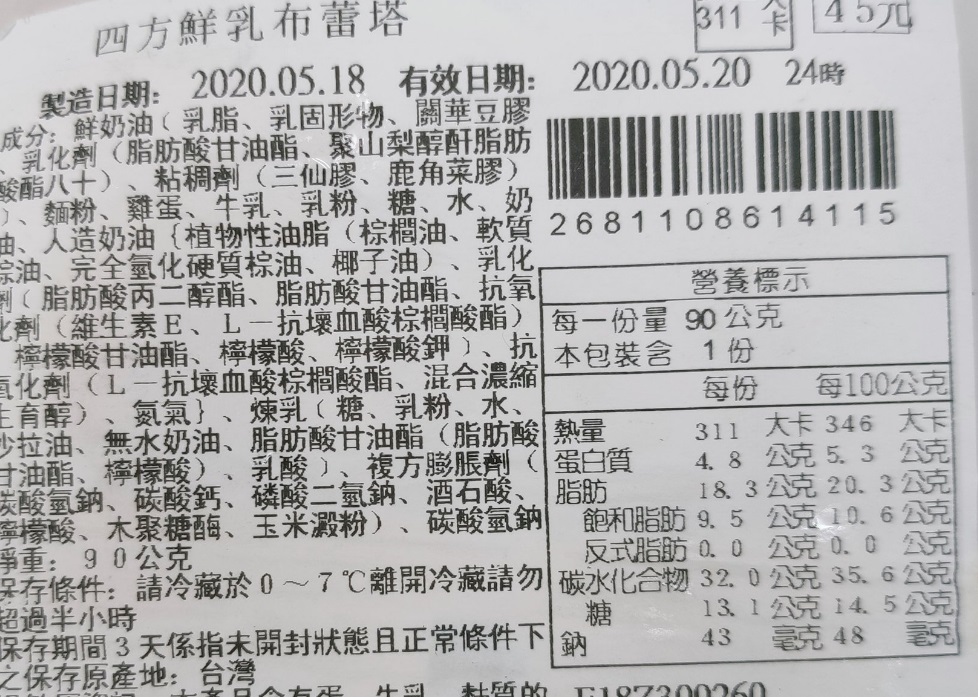 四方鮮乳布蕾塔
311 大卡
45元
製造日期: 2020.05.18 有效日期: 2020.05.20 24時
成分: 鮮奶油（乳脂、乳固形物、關華豆膠
、乳化劑（脂肪酸甘油酯、聚山梨醇酐脂肪
酸酯八十）、粘稠劑（三仙膠、鹿角菜膠）
）、麵粉、雞蛋、牛乳、乳粉、糖、水、奶
油、人造奶油｛植物性油脂（棕櫚油、軟質
棕油、完全氫化硬質棕油、椰子油）、乳化
劑（脂肪酸丙二醇酯、脂肪酸甘油酯、抗氧
化劑（維生素E、L－抗壞血酸棕櫚酸酯）
、檸檬酸甘油酯、檸檬酸、檸檬酸鉀）、抗
氧化劑（L－抗壞血酸棕櫚酸酯、混合濃縮
生育醇）、氮氣｝、煉乳（糖、乳粉、水、
沙拉油、無水奶油、脂肪酸甘油酯（脂肪酸
甘油酯、檸檬酸）、乳酸）、複方膨脹劑（
碳酸氫鈉、碳酸鈣、磷酸二氫鈉、酒石酸、
檸檬酸、木聚糖酶、玉米澱粉）、碳酸氫鈉
淨重: 90公克
保存條件: 請冷藏於0～7℃離開冷藏請勿
超過半小時
保存期間3天係指未開封狀態且正常條件下
之保存原產地: 台灣
本產品含有蛋、牛乳、麩質的
F187300260
2681108614115
營養標示
每一份量 90公克
本包裝含 1份
每份 每100公克
熱量 311 大卡 346 大卡
蛋白質 4.8 公克 5.3 公克
脂肪 18.3公克 20.3公克
飽和脂肪 9.5 公克 10.6公克
反式脂肪 0.0 公克 0.0 公克
碳水化合物 32.0公克 35.6公克
糖 13.1公克 14.5公克
鈉 43 毫克 48 毫克